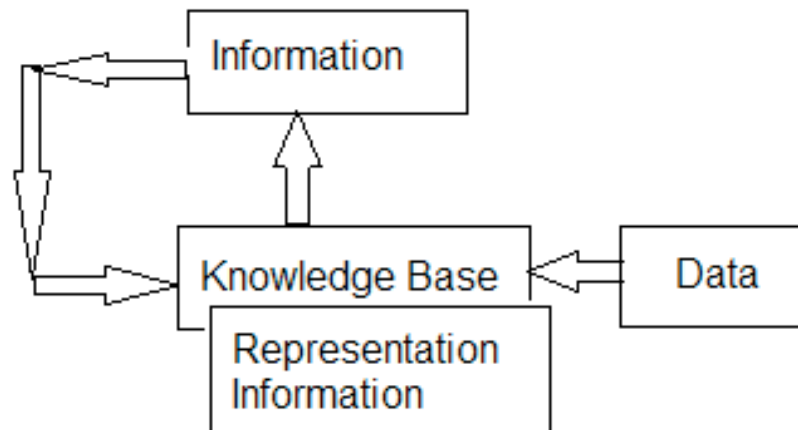 Information
Knowledge Base
Data
Representation
Information